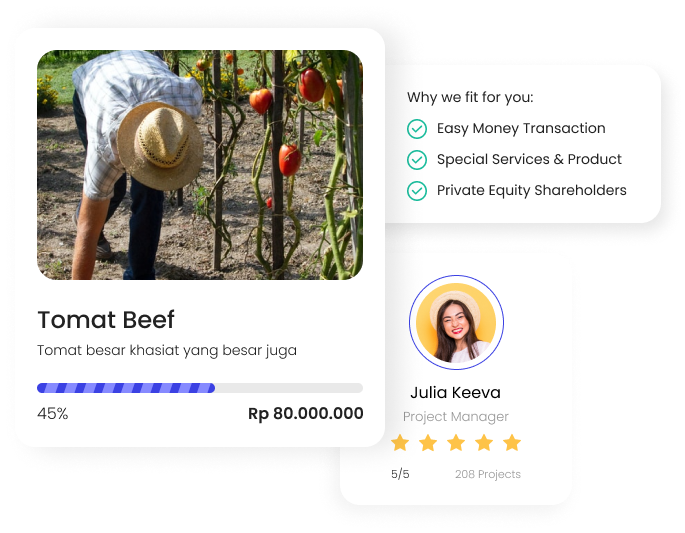 Why we fit for you:
Easy Money Transaction
Special Services & Product
Private Equity Shareholders
Tomat Beef
Tomat besar khasiat yang besar juga
45%
Rp 80.000.000
Julia Keeva
Project Manager
5/5
208 Projects